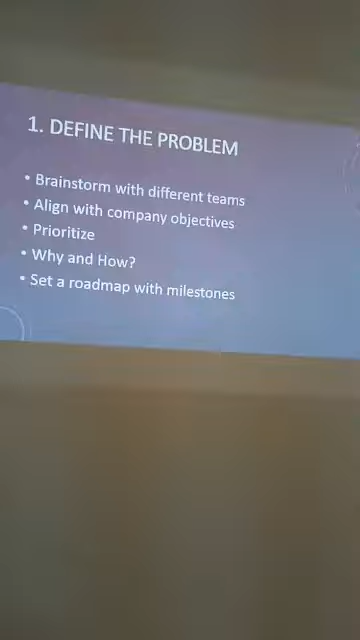 1. DEFINE THE PROBLEM
• Brainstorm with different teams
• Align with company objectives
• Prioritize
• Why and How?
• Set a roadmap with milestones